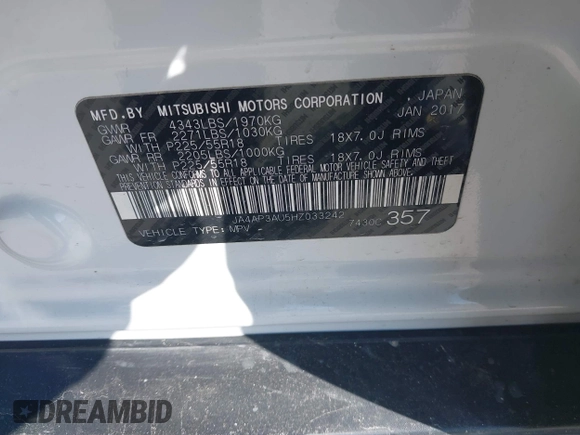 MFD.BY MITSUBISHI MOTORS CORPORATION , JAPAN
GVWR 4343LBS/1970KG JAN 2017
GAWR FR 2271LBS/1030KG
WITH P225/55R18 TIRES 18X7.0J RIMS
GAWR RR 2205LBS/1000KG
WITH P225/55R18 TIRES 18X7.0J RIMS
THIS VEHICLE CONFORMS TO ALL APPLICABLE FEDERAL MOTOR VEHICLE SAFETY AND THEFT
PREVENTION STANDARDS IN EFFECT ON THE DATE OF MANUFACTURE SHOWN ABOVE.
JA4AP3AU5HZ033242
VEHICLE TYPE: MPV 7430C 357
DREAMBID